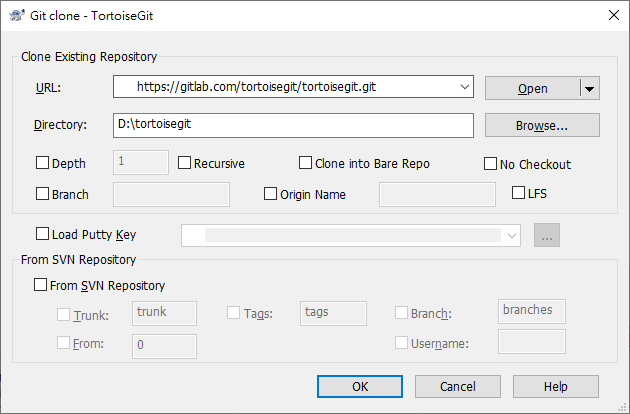 Git clone - TortoiseGit
Clone Existing Repository
URL: https://gitlab.com/tortoisegit/tortoisegit.git Open
Directory: D:\tortoisegit Browse...
Depth 1 Recursive Clone into Bare Repo No Checkout
Branch Origin Name LFS
Load Putty Key ...
From SVN Repository
From SVN Repository
Trunk: trunk Tags: tags Branch: branches
From: 0 Username:
OK Cancel Help